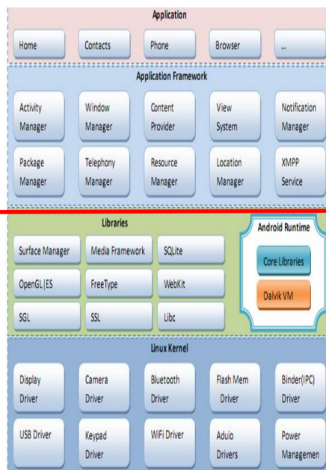 Application
Home Contacts Phone Browser ...
Application Framework
Activity Window Content View Notification
Manager Manager Provider System Manager
Package Telephony Resource Location XMPP
Manager Manager Manager Manager Service
Libraries Android Runtime
Surface Manager Media Framework SQLite
Core Libraries
OpenGL|ES FreeType WebKit
Dalvik VM
SGL SSL Libc
Linux Kernel
Display Camera Bluetooth Flash Mem Binder(IPC)
Driver Driver Driver Driver Driver
USB Driver Keypad WiFi Driver Aduio Power
Driver Drivers Managemen